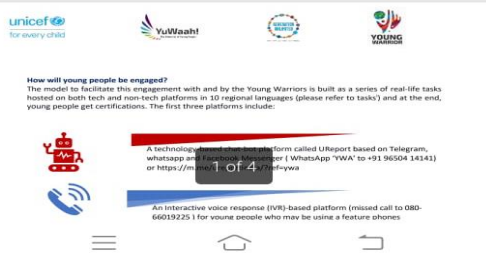 unicef
for every child
YuWaah!
YOUNG
WARRIOR
How will young people be engaged?
The model to facilitate this engagement with and by the Young Warriors is built as a series of real-life tasks
hosted on both tech and non-tech platforms in 10 regional languages (please refer to tasks') and at the end,
young people get certifications. The first three platforms include:
A technology-based chat-bot platform called UReport based on Telegram,
whatsapp and Facebook Messenger ( WhatsApp 'YWA' to +91 96504 14141)
or https://m.me/ ?ref=ywa
1 of 4
An Interactive voice response (IVR)-based platform (missed call to 080-
66019225 ) for young people who may be using a feature phones